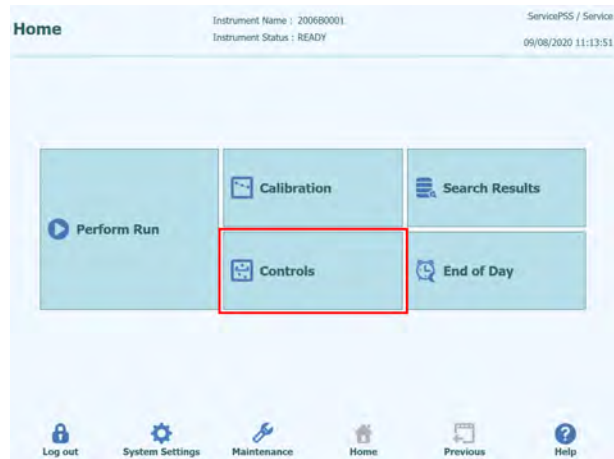 Home
Instrument Name : 200680001
Instrument Status : READY
ServicePSS / Service
09/08/2020 11:13:51
Perform Run
Calibration
Search Results
Controls
End of Day
Log out
System Settings
Maintenance
Home
Previous
Help